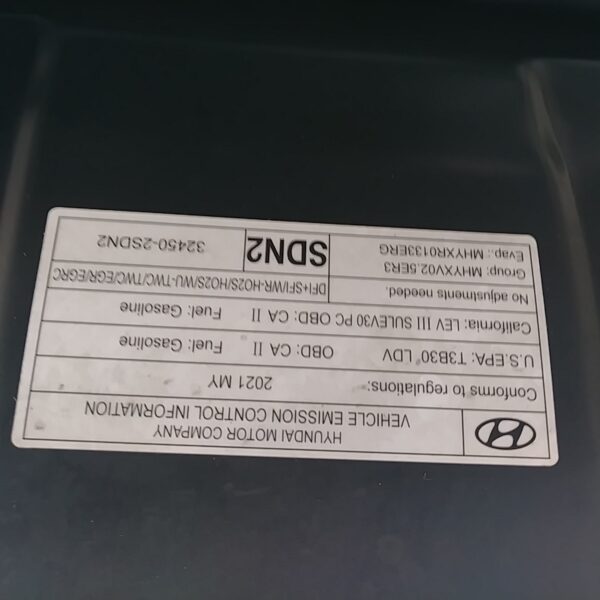 HYUNDAI MOTOR COMPANY
VEHICLE EMISSION CONTROL INFORMATION
Conforms to regulations: 2021 MY
U.S.EPA: T3B30 LDV OBD: CA II Fuel: Gasoline
California: LEV III SULEV30 PC OBD: CA II Fuel: Gasoline
No adjustments needed. DFI+SFI/WR-HO2S/HO2S/WU-TWC/TWC/EGR/EGRC
Group: MHYXV02.5ER3
Evap.: MHYXR0133ERG
SDN2
32450-2SDN2